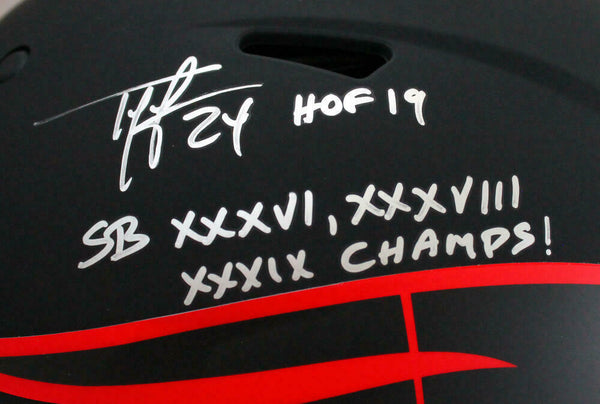 24 HOF 19
SB XXXVI, XXXVIII
XXXIX CHAMPS!